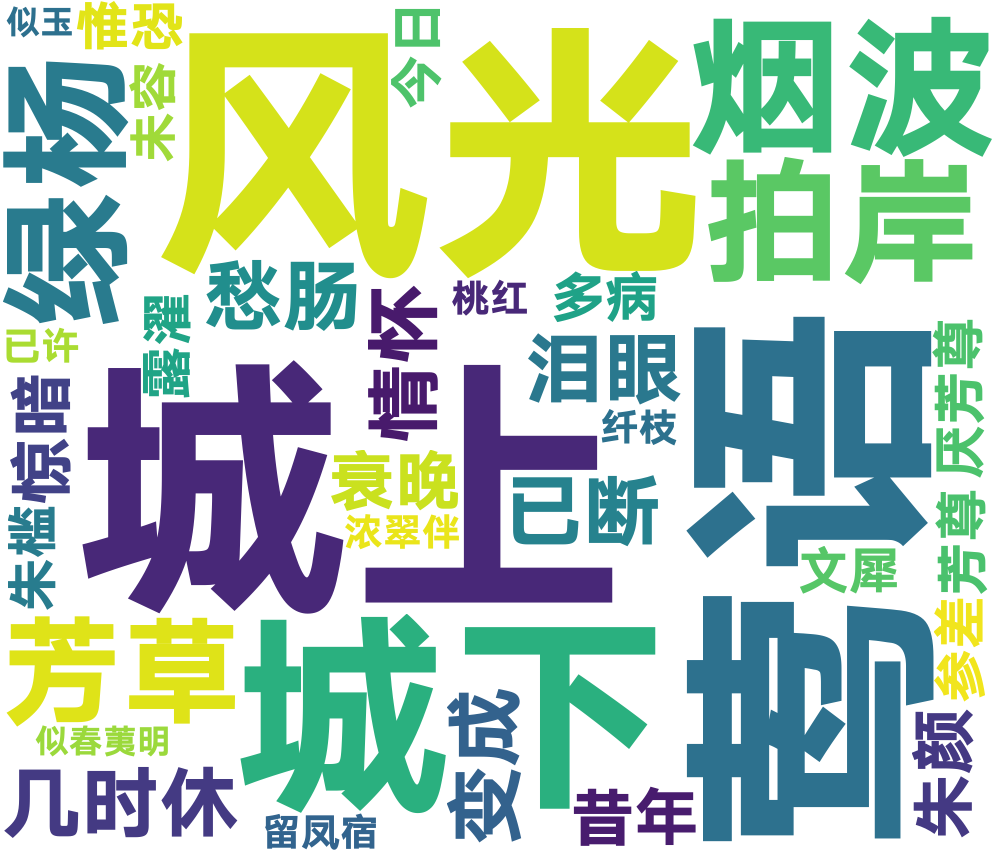 似玉
惟恐
今日
风光
烟波
绿杨
未容
拍岸
愁肠
多病
桃红
情怀
露濯
已许
泪眼
莺语
厌芳尊
惊暗
城上
纤枝
衰晚
已断
浓翠伴
芳尊
朱槛
文犀
芳草
城下
参差
变成
朱颜
似春荑明
几时休
留凤宿
昔年